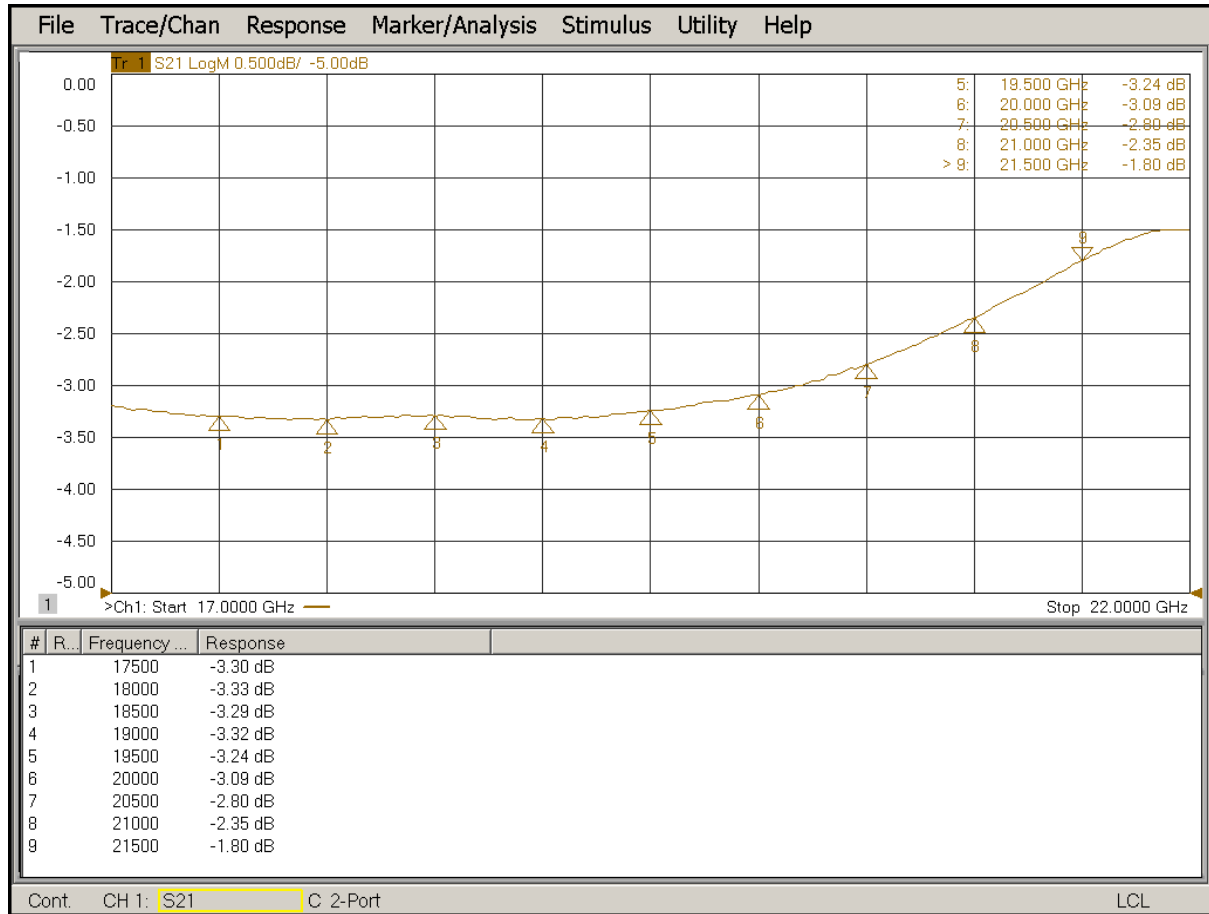 File Trace/Chan Response Marker/Analysis Stimulus Utility Help
Tr 1 S21 LogM 0.500dB/ -5.00dB
0.00
-0.50
-1.00
-1.50
-2.00
-2.50
-3.00
-3.50
-4.00
-4.50
-5.00
5: 19.500 GHz -3.24 dB
6: 20.000 GHz -3.09 dB
7: 20.500 GHz -2.80 dB
8: 21.000 GHz -2.35 dB
> 9: 21.500 GHz -1.80 dB
1 2 3 4 5 6 7 8 9
1 >Ch1: Start 17.0000 GHz Stop 22.0000 GHz
# R... Frequency ... Response
1 17500 -3.30 dB
2 18000 -3.33 dB
3 18500 -3.29 dB
4 19000 -3.32 dB
5 19500 -3.24 dB
6 20000 -3.09 dB
7 20500 -2.80 dB
8 21000 -2.35 dB
9 21500 -1.80 dB
Cont. CH 1: S21 C 2-Port LCL